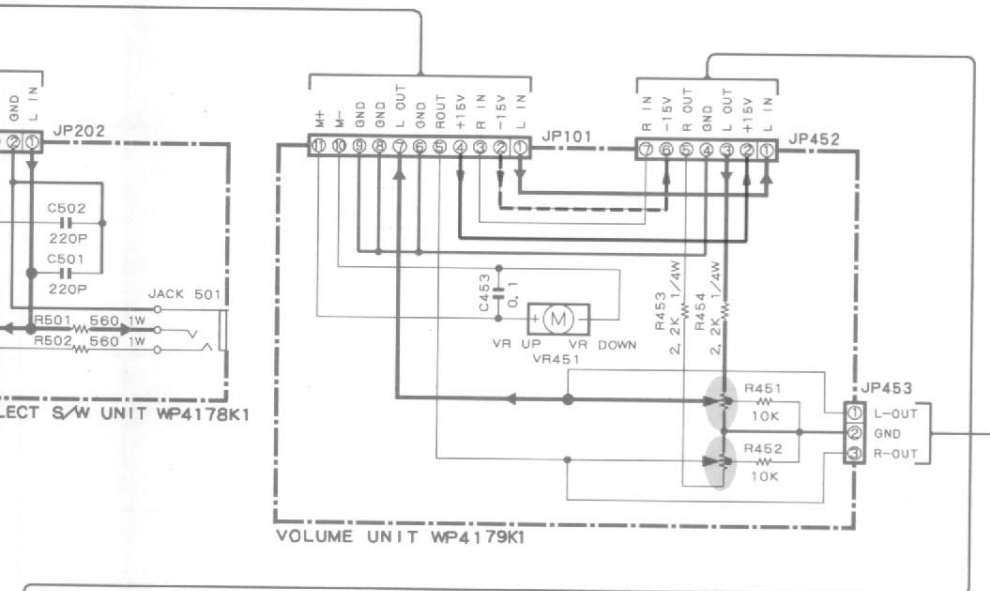 GND
L IN
② ①
JP202
C502
220P
C501
220P
JACK 501
R501 560 1W
R502 560 1W
LECT S/W UNIT WP4178K1
M+
M-
GND
GND
L OUT
GND
ROUT
+15V
R IN
-15V
L IN
⑪ ⑩ ⑨ ⑧ ⑦ ⑥ ⑤ ④ ③ ② ①
JP101
R IN
-15V
R OUT
GND
L OUT
+15V
L IN
⑦ ⑥ ⑤ ④ ③ ② ①
JP452
C453
0.1
+ M -
VR UP VR DOWN
VR451
R453
2.2K 1/4W
R454
2.2K 1/4W
R451
10K
R452
10K
JP453
① L-OUT
② GND
③ R-OUT
VOLUME UNIT WP4179K1